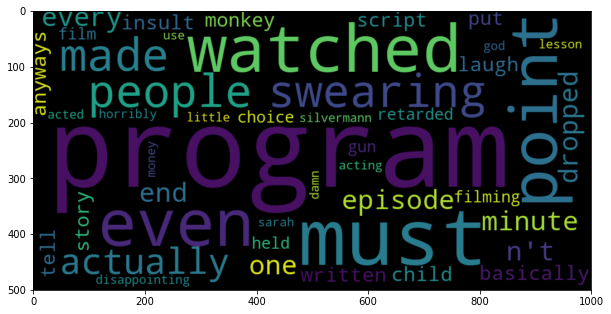 0
100
200
300
400
500
0
200
400
600
800
1000
every
insult
monkey
script
put
film
use
god
lesson
anyways
made
watched
laugh
point
dropped
people
swearing
acted
horribly
little
choice
silvermann
retarded
program
money
gun
acting
damn
end
episode
filming
story
even
sarah
must
minute
tell
actually
held
one
n't
written
child
basically
disappointing